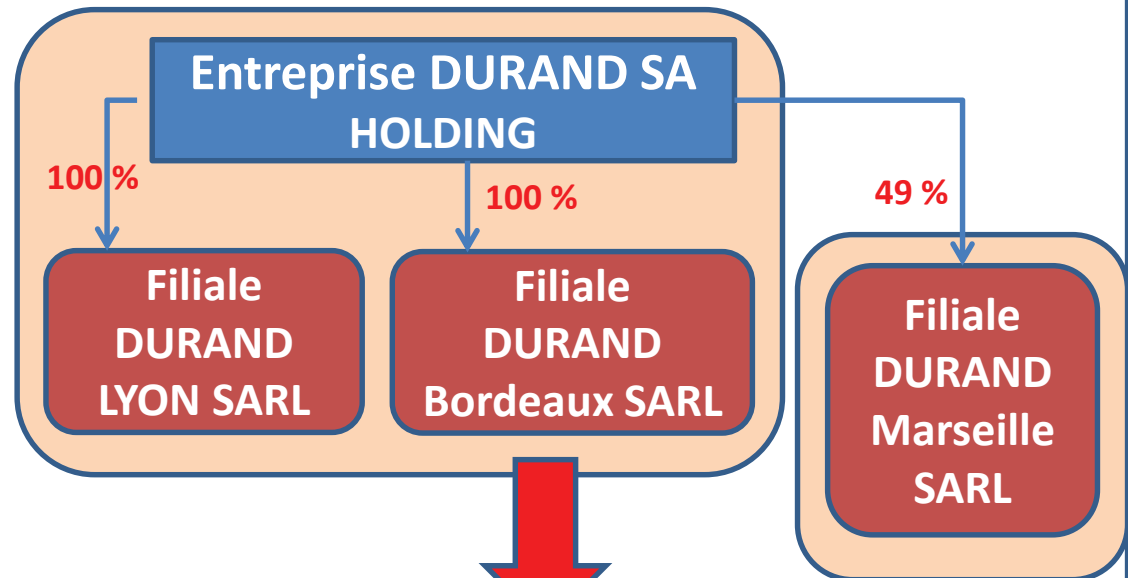 Entreprise DURAND SA
HOLDING
100 %
100 %
49 %
Filiale
DURAND
LYON SARL
Filiale
DURAND
Bordeaux SARL
Filiale
DURAND
Marseille
SARL